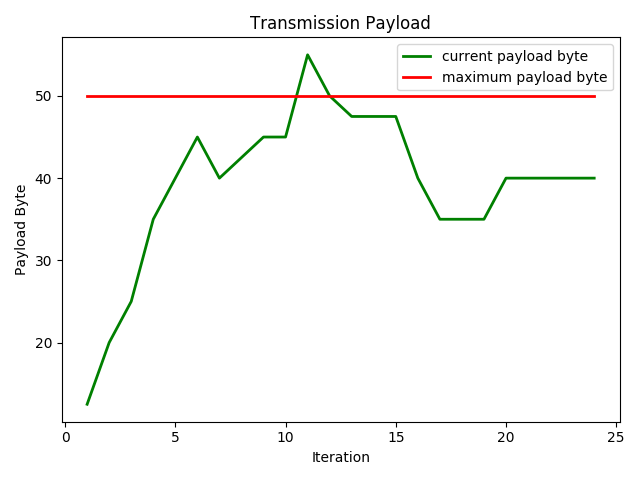 Transmission Payload
current payload byte
maximum payload byte
Payload Byte
50
40
30
20
0
5
10
15
20
25
Iteration